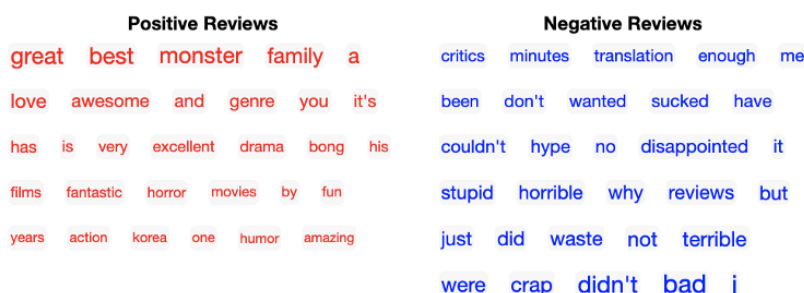 Positive Reviews
great best monster family a
love awesome and genre you it's
has is very excellent drama bong his
films fantastic horror movies by fun
years action korea one humor amazing
Negative Reviews
critics minutes translation enough me
been don't wanted sucked have
couldn't hype no disappointed it
stupid horrible why reviews but
just did waste not terrible
were crap didn't bad i